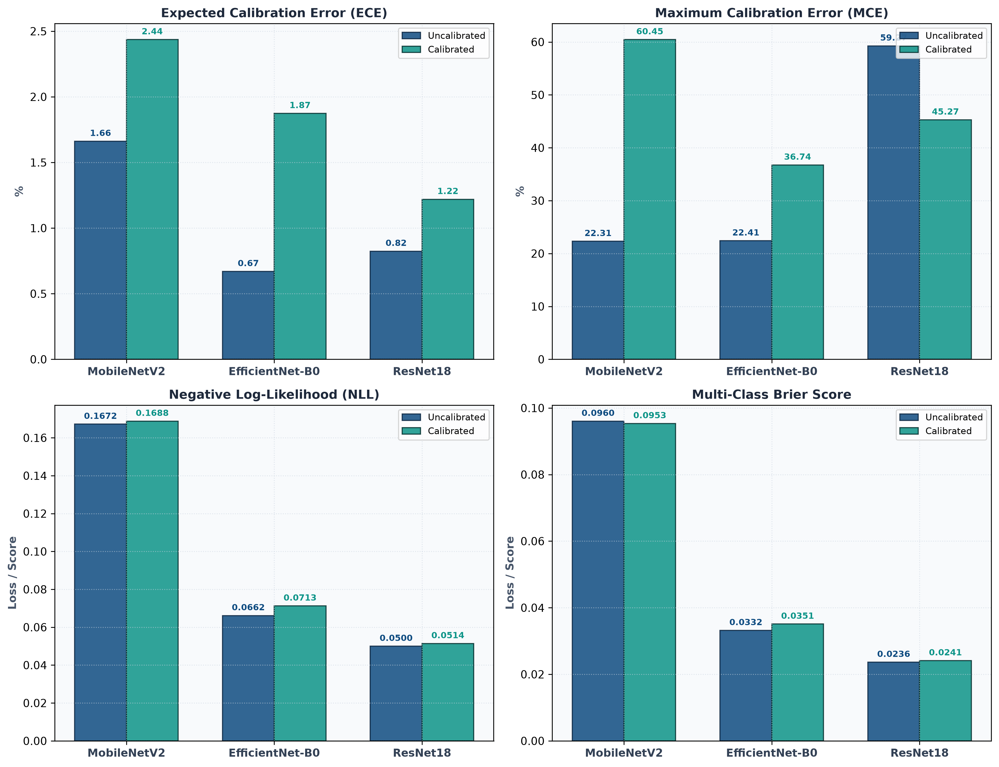 Expected Calibration Error (ECE)
Uncalibrated
Calibrated
%
2.5
2.0
1.5
1.0
0.5
0.0
1.66
2.44
0.67
1.87
0.82
1.22
MobileNetV2
EfficientNet-B0
ResNet18
Maximum Calibration Error (MCE)
Uncalibrated
Calibrated
%
60
50
40
30
20
10
0
22.31
60.45
22.41
36.74
59.
45.27
MobileNetV2
EfficientNet-B0
ResNet18
Negative Log-Likelihood (NLL)
Uncalibrated
Calibrated
Loss / Score
0.16
0.14
0.12
0.10
0.08
0.06
0.04
0.02
0.00
0.1672
0.1688
0.0662
0.0713
0.0500
0.0514
MobileNetV2
EfficientNet-B0
ResNet18
Multi-Class Brier Score
Uncalibrated
Calibrated
Loss / Score
0.10
0.08
0.06
0.04
0.02
0.00
0.0960
0.0953
0.0332
0.0351
0.0236
0.0241
MobileNetV2
EfficientNet-B0
ResNet18